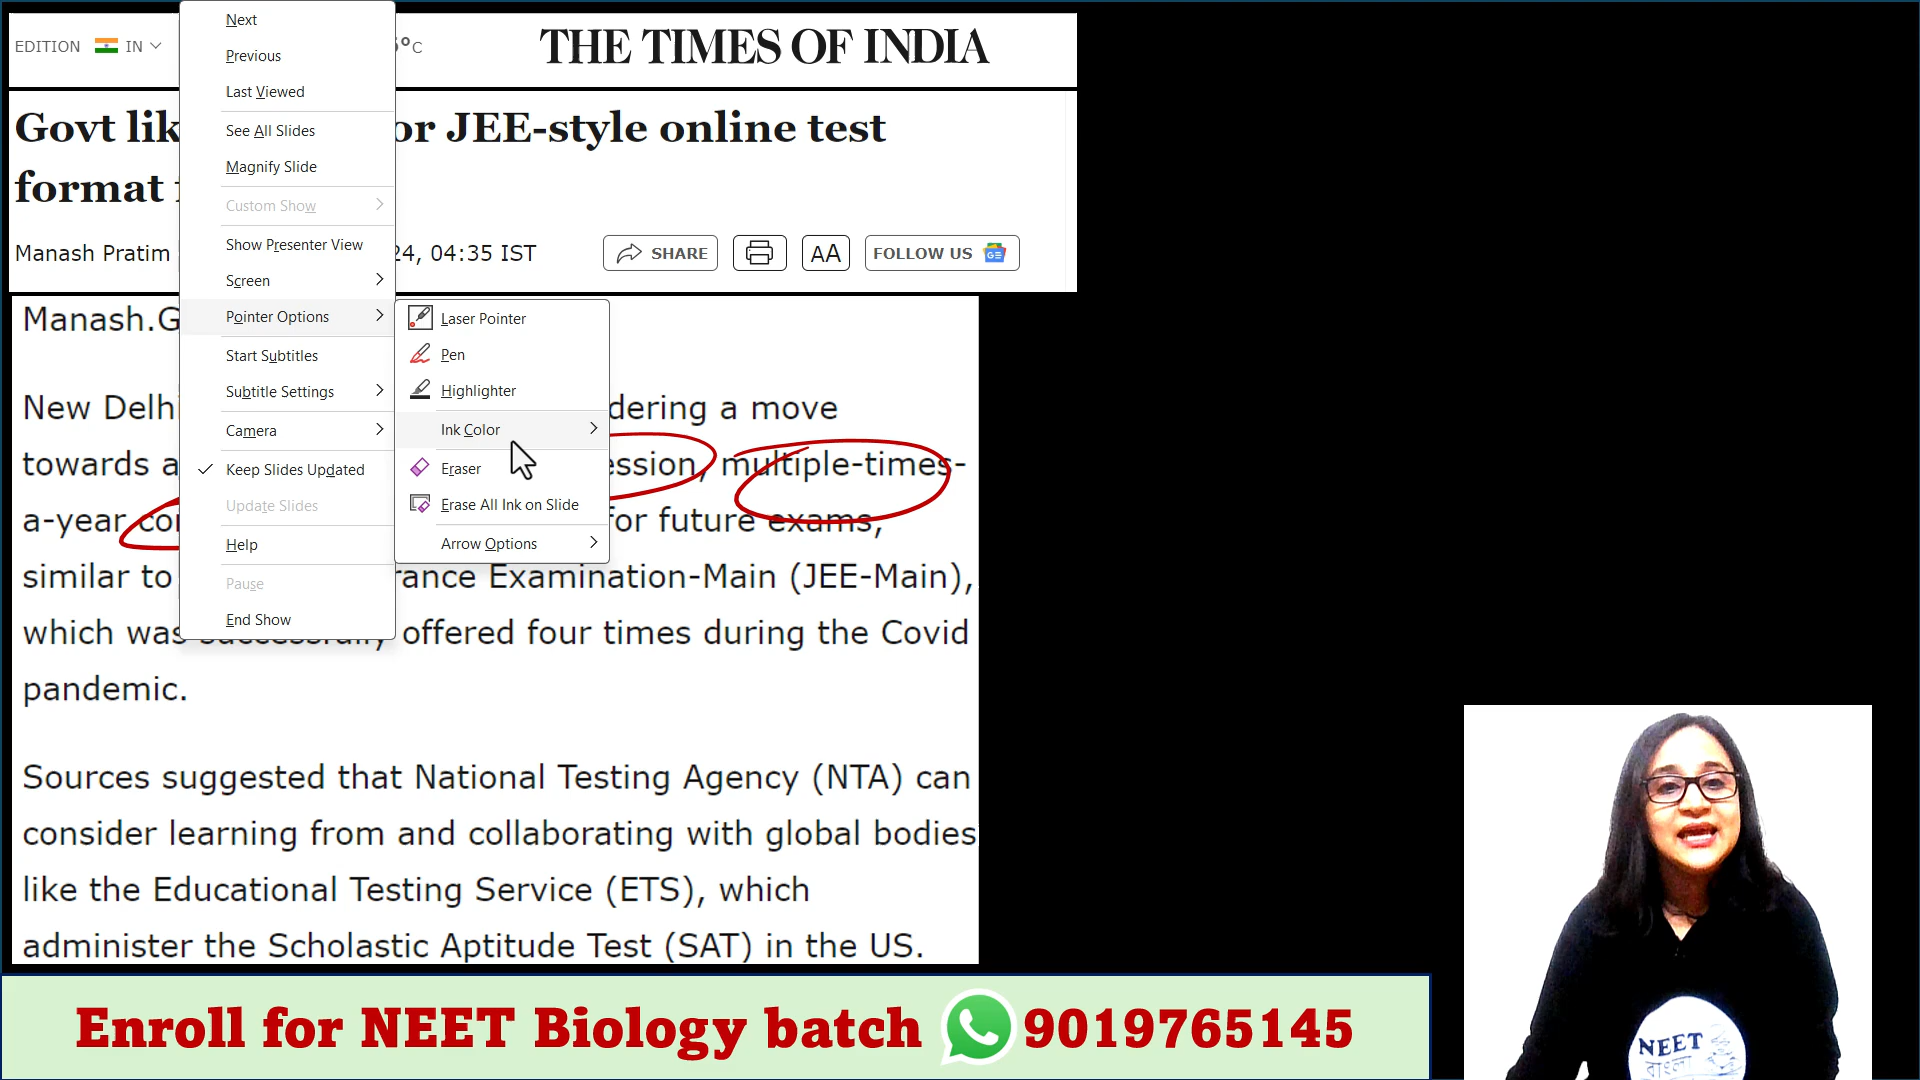 EDITION IN
°C
THE TIMES OF INDIA
Govt lik
or JEE-style online test
format
Manash Pratim
24, 04:35 IST
SHARE
AA
FOLLOW US
GE
Manash.G
New Delhi
dering a move
towards a
ession, multiple-times-
a-year
for future exams,
similar to
rance Examination-Main (JEE-Main),
which was successfully offered four times during the Covid
pandemic.
Sources suggested that National Testing Agency (NTA) can
consider learning from and collaborating with global bodies
like the Educational Testing Service (ETS), which
administer the Scholastic Aptitude Test (SAT) in the US.
Next
Previous
Last Viewed
See All Slides
Magnify Slide
Custom Show
Show Presenter View
Screen
Pointer Options
Start Subtitles
Subtitle Settings
Camera
Keep Slides Updated
Update Slides
Help
Pause
End Show
Laser Pointer
Pen
Highlighter
Ink Color
Eraser
Erase All Ink on Slide
Arrow Options
Enroll for NEET Biology batch 9019765145
NEET
বাংলা